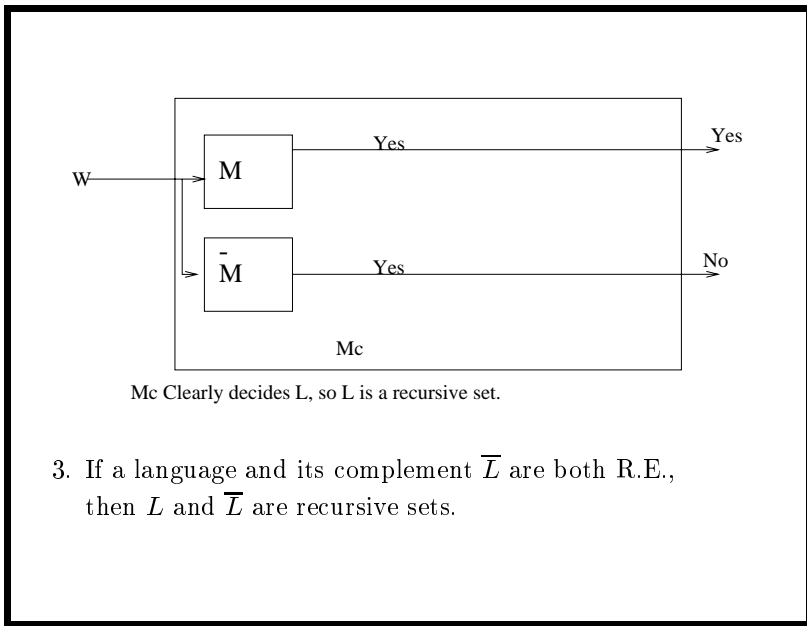 Yes
Yes
M
W
No
Yes
M̄
Mc
Mc Clearly decides L, so L is a recursive set.
3. If a language and its complement L̅ are both R.E.,
then L and L̅ are recursive sets.